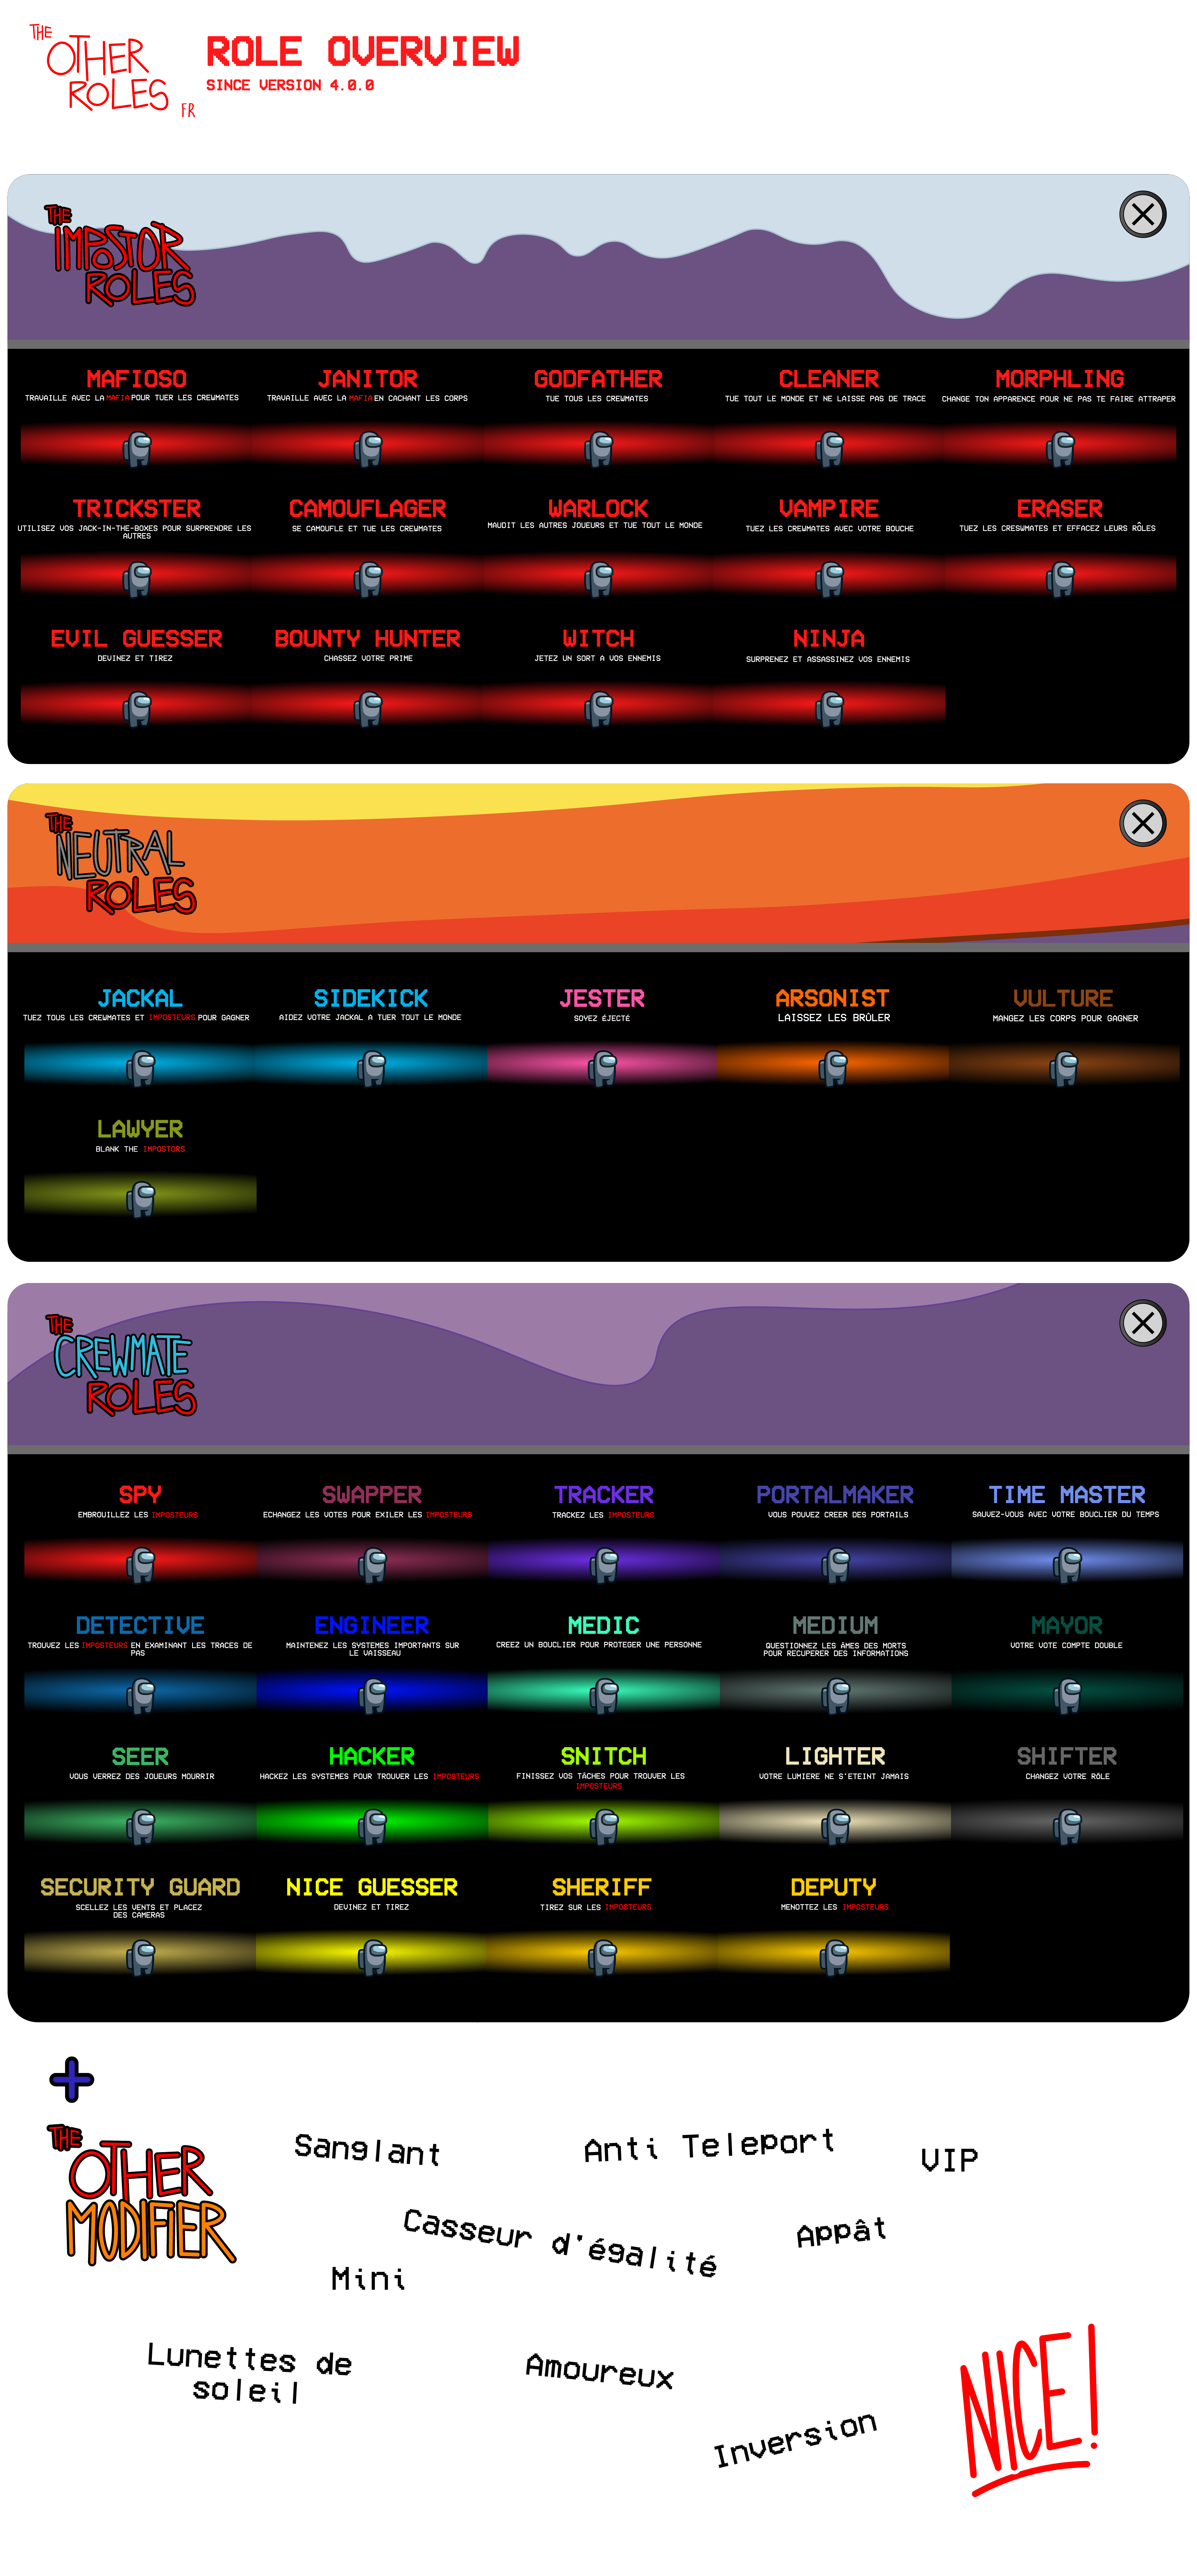 THE
OTHER
ROLES
FR
ROLE OVERVIEW
SINCE VERSION 4.0.0
THE
IMPOSTOR
ROLES
MAFIOSO
TRAVAILLE AVEC LA MAFIA POUR TUER LES CREWMATES
JANITOR
TRAVAILLE AVEC LA MAFIA EN CACHANT LES CORPS
GODFATHER
TUE TOUS LES CREWMATES
CLEANER
TUE TOUT LE MONDE ET NE LAISSE PAS DE TRACE
MORPHLING
CHANGE TON APPARENCE POUR NE PAS TE FAIRE ATTRAPER
TRICKSTER
UTILISEZ VOS JACK-IN-THE-BOXES POUR SURPRENDRE LES
AUTRES
CAMOUFLAGER
SE CAMOUFLE ET TUE LES CREWMATES
WARLOCK
MAUDIT LES AUTRES JOUEURS ET TUE TOUT LE MONDE
VAMPIRE
TUEZ LES CREWMATES AVEC VOTRE BOUCHE
ERASER
TUEZ LES CRESWMATES ET EFFACEZ LEURS RÔLES
EVIL GUESSER
DEVINEZ ET TIREZ
BOUNTY HUNTER
CHASSEZ VOTRE PRIME
WITCH
JETEZ UN SORT A VOS ENNEMIS
NINJA
SURPRENEZ ET ASSASSINEZ VOS ENNEMIS
THE
NEUTRAL
ROLES
JACKAL
TUEZ TOUS LES CREWMATES ET IMPOSTEURS POUR GAGNER
SIDEKICK
AIDEZ VOTRE JACKAL A TUER TOUT LE MONDE
JESTER
SOYEZ ÉJECTÉ
ARSONIST
LAISSEZ LES BRÛLER
VULTURE
MANGEZ LES CORPS POUR GAGNER
LAWYER
BLANK THE IMPOSTORS
THE
CREWMATE
ROLES
SPY
EMBROUILLEZ LES IMPOSTEURS
SWAPPER
ECHANGEZ LES VOTES POUR EXILER LES IMPOSTEURS
TRACKER
TRACKEZ LES IMPOSTEURS
PORTALMAKER
VOUS POUVEZ CREER DES PORTAILS
TIME MASTER
SAUVEZ-VOUS AVEC VOTRE BOUCLIER DU TEMPS
DETECTIVE
TROUVEZ LES IMPOSTEURS EN EXAMINANT LES TRACES DE
PAS
ENGINEER
MAINTENEZ LES SYSTEMES IMPORTANTS SUR
LE VAISSEAU
MEDIC
CREEZ UN BOUCLIER POUR PROTEGER UNE PERSONNE
MEDIUM
QUESTIONNEZ LES ÂMES DES MORTS
POUR RECUPERER DES INFORMATIONS
MAYOR
VOTRE VOTE COMPTE DOUBLE
SEER
VOUS VERREZ DES JOUEURS MOURRIR
HACKER
HACKEZ LES SYSTEMES POUR TROUVER LES IMPOSTEURS
SNITCH
FINISSEZ VOS TÂCHES POUR TROUVER LES
IMPOSTEURS
LIGHTER
VOTRE LUMIERE NE S'ETEINT JAMAIS
SHIFTER
CHANGEZ VOTRE RÔLE
SECURITY GUARD
SCELLEZ LES VENTS ET PLACEZ
DES CAMERAS
NICE GUESSER
DEVINEZ ET TIREZ
SHERIFF
TIREZ SUR LES IMPOSTEURS
DEPUTY
MENOTTEZ LES IMPOSTEURS
THE
OTHER
MODIFIER
Sanglant
Anti Teleport
VIP
Casseur d'égalité
Appât
Mini
Lunettes de
soleil
Amoureux
Inversion
NICE!